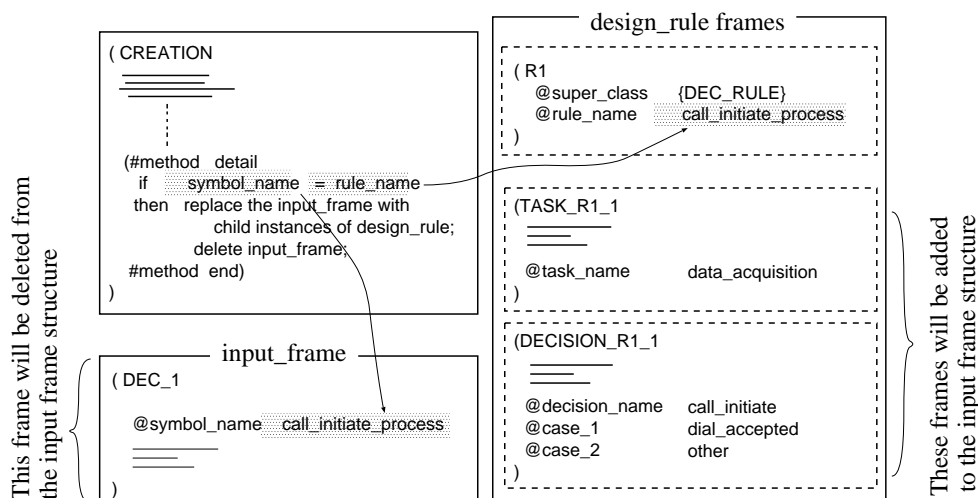 ( CREATION
(#method detail
if symbol_name = rule_name
then replace the input_frame with
child instances of design_rule;
delete input_frame;
#method end)
)
input_frame
( DEC_1
@symbol_name call_initiate_process
)
This frame will be deleted from
the input frame structure
design_rule frames
( R1
@super_class {DEC_RULE}
@rule_name call_initiate_process
)
(TASK_R1_1
@task_name data_acquisition
)
(DECISION_R1_1
@decision_name call_initiate
@case_1 dial_accepted
@case_2 other
)
These frames will be added
to the input frame structure